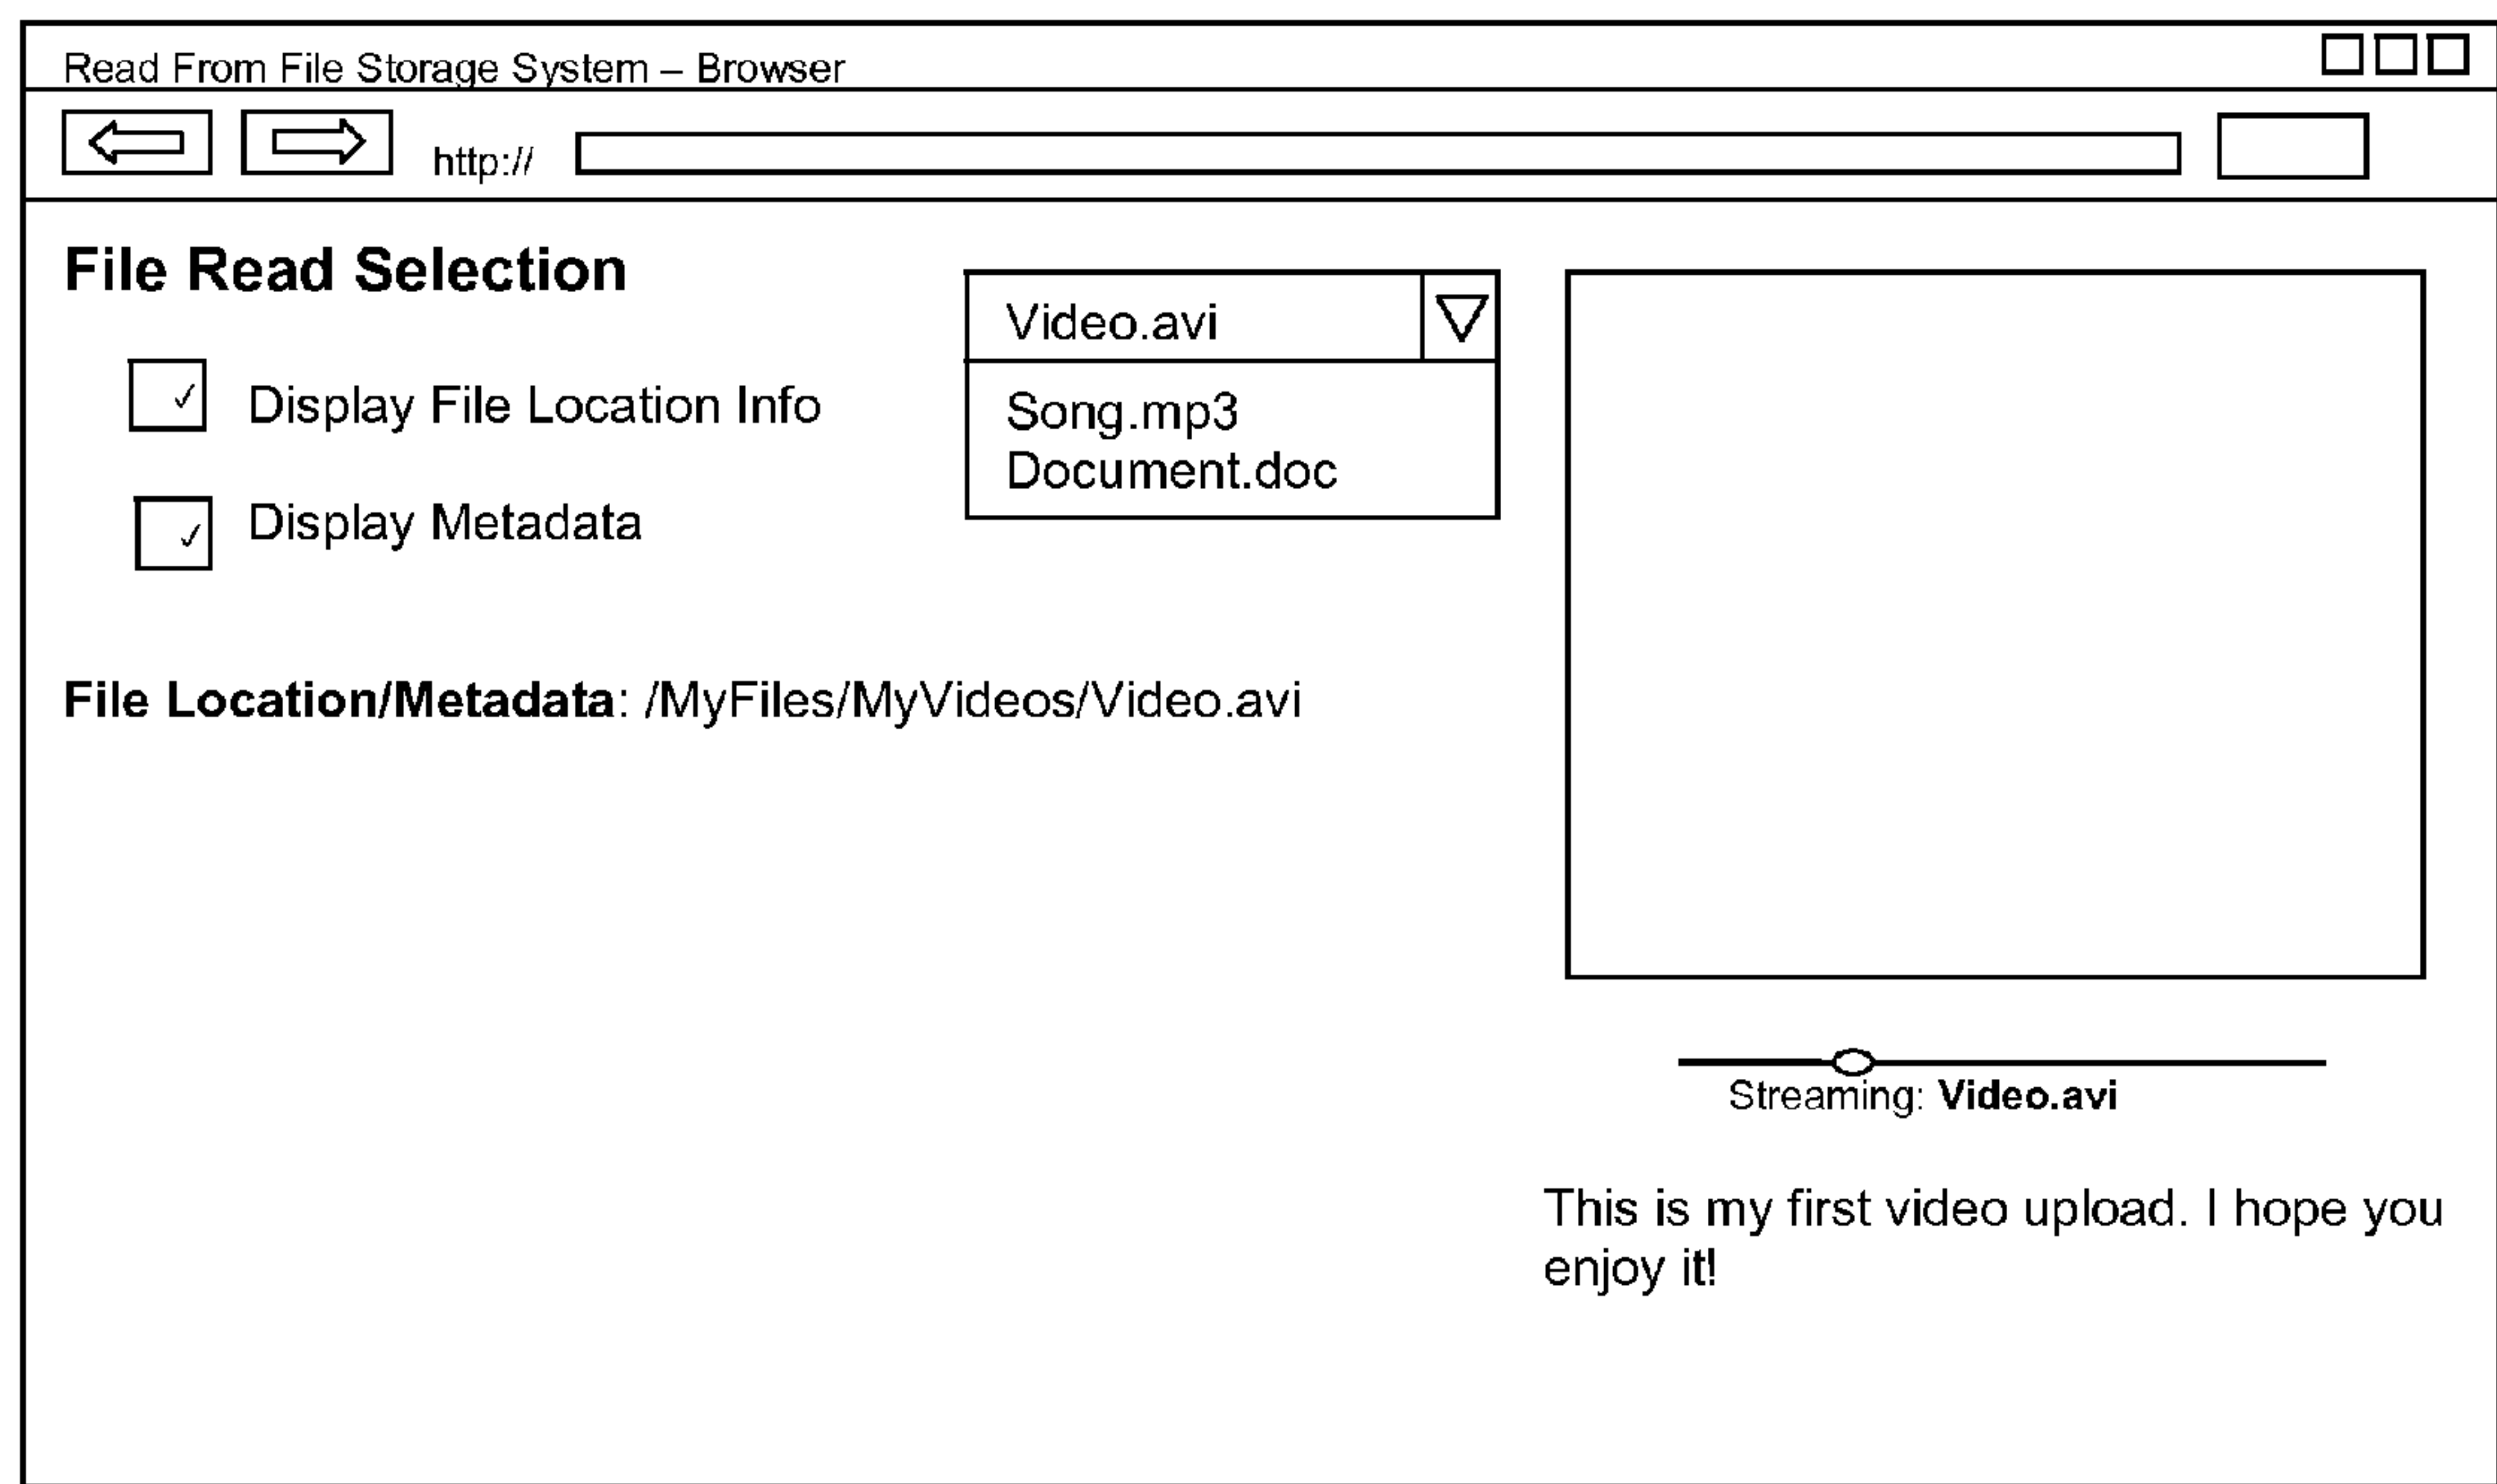 Read From File Storage System – Browser
http://
File Read Selection
Video.avi
Display File Location Info
Song.mp3
Document.doc
Display Metadata
File Location/Metadata: /MyFiles/MyVideos/Video.avi
Streaming: Video.avi
This is my first video upload. I hope you
enjoy it!